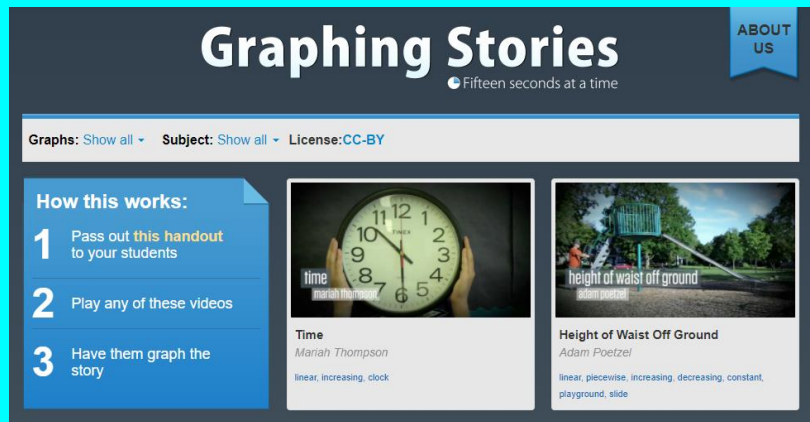 Graphing Stories
Fifteen seconds at a time
ABOUT
US
Graphs: Show all Subject: Show all License:CC-BY
How this works:
1 Pass out this handout
to your students
2 Play any of these videos
3 Have them graph the
story
11 12 1
10 TIMEX 2
9 3
8 4
7 6 5
time
mariah thompson
Time
Mariah Thompson
linear, increasing, clock
height of waist off ground
adam poetzel
Height of Waist Off Ground
Adam Poetzel
linear, piecewise, increasing, decreasing, constant,
playground, slide